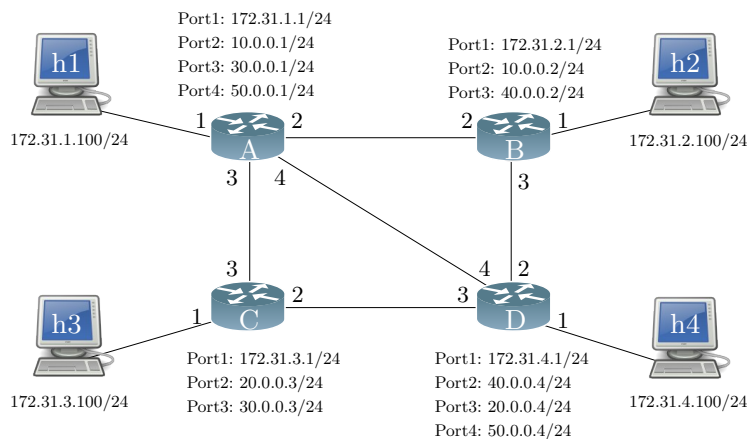 Port1: 172.31.1.1/24
Port2: 10.0.0.1/24
Port3: 30.0.0.1/24
Port4: 50.0.0.1/24
Port1: 172.31.2.1/24
Port2: 10.0.0.2/24
Port3: 40.0.0.2/24
h1
h2
172.31.1.100/24
172.31.2.100/24
1
A
2
2
B
1
3
4
3
3
4
2
h3
1
C
2
3
D
1
h4
172.31.3.100/24
172.31.4.100/24
Port1: 172.31.3.1/24
Port2: 20.0.0.3/24
Port3: 30.0.0.3/24
Port1: 172.31.4.1/24
Port2: 40.0.0.4/24
Port3: 20.0.0.4/24
Port4: 50.0.0.4/24